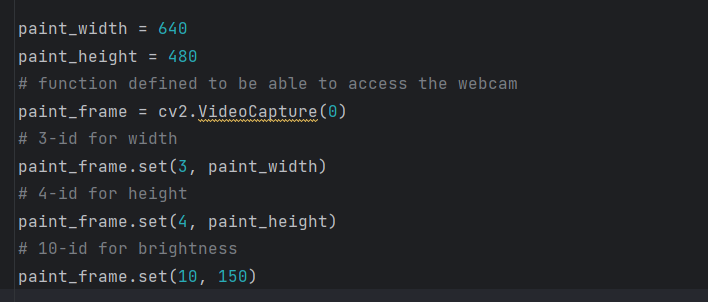 paint_width = 640
paint_height = 480
# function defined to be able to access the webcam
paint_frame = cv2.VideoCapture(0)
# 3-id for width
paint_frame.set(3, paint_width)
# 4-id for height
paint_frame.set(4, paint_height)
# 10-id for brightness
paint_frame.set(10, 150)